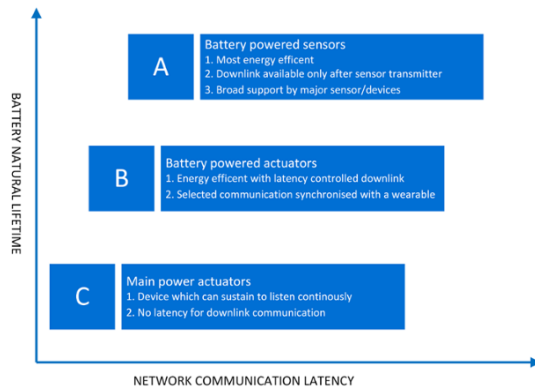 BATTERY NATURAL LIFETIME
A
Battery powered sensors
1. Most energy efficent
2. Downlink available only after sensor transmitter
3. Broad support by major sensor/devices
B
Battery powered actuators
1. Energy efficent with latency controlled downlink
2. Selected communication synchronised with a wearable
C
Main power actuators
1. Device which can sustain to listen continously
2. No latency for downlink communication
NETWORK COMMUNICATION LATENCY